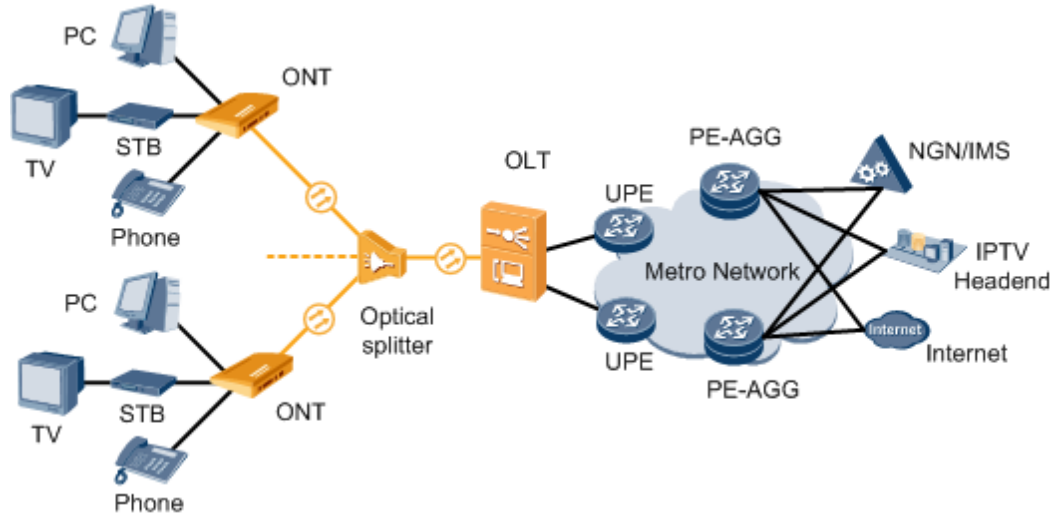 PC
ONT
TV
STB
Phone
PC
TV
STB
Phone
ONT
Optical
splitter
OLT
UPE
UPE
PE-AGG
Metro Network
PE-AGG
NGN/IMS
IPTV
Headend
Internet
Internet